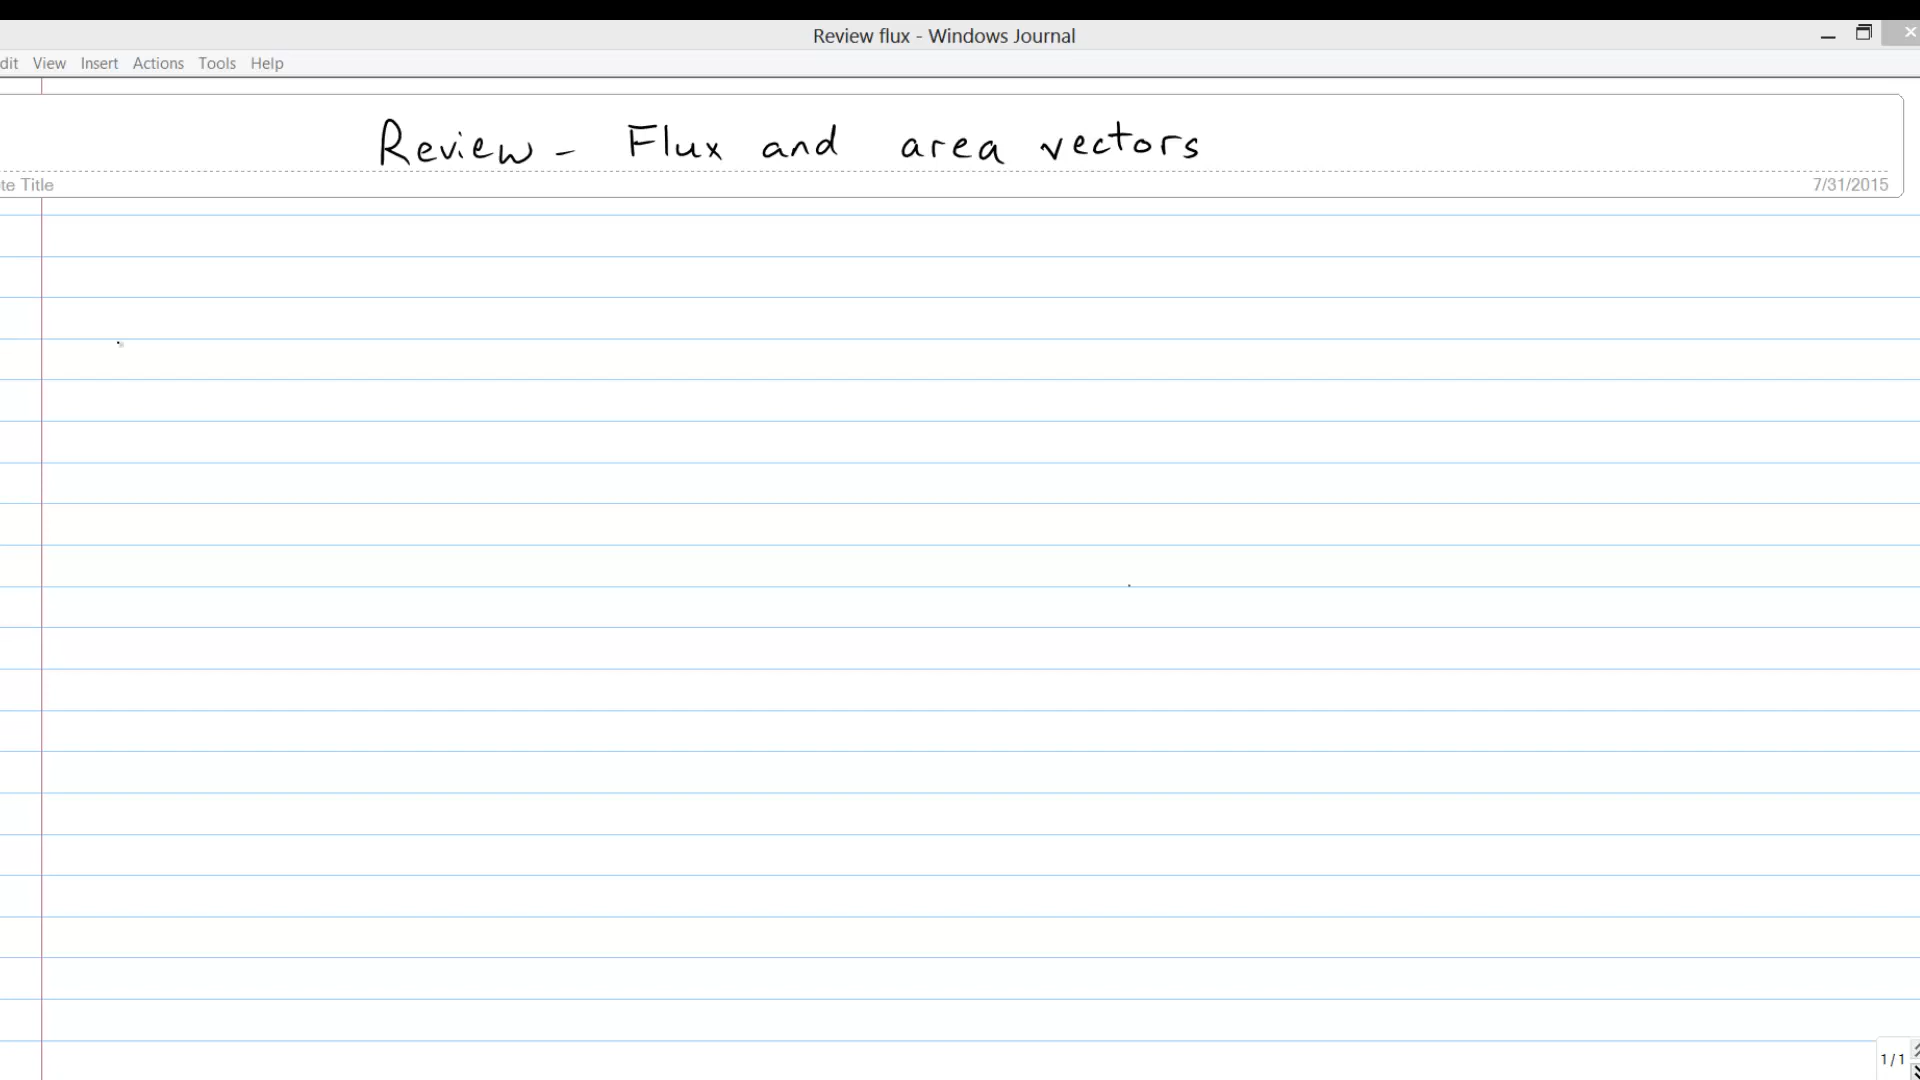 Review flux - Windows Journal
dit View Insert Actions Tools Help
Review - Flux and area vectors
te Title
7/31/2015
1/1